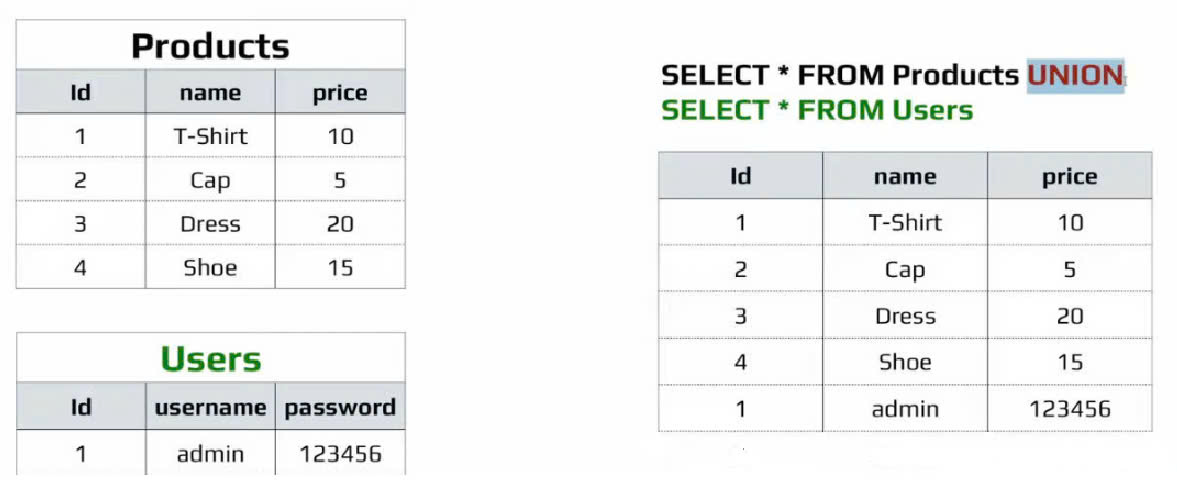 Products
Id name price
1 T-Shirt 10
2 Cap 5
3 Dress 20
4 Shoe 15
Users
Id username password
1 admin 123456
SELECT * FROM Products UNION
SELECT * FROM Users
Id name price
1 T-Shirt 10
2 Cap 5
3 Dress 20
4 Shoe 15
1 admin 123456